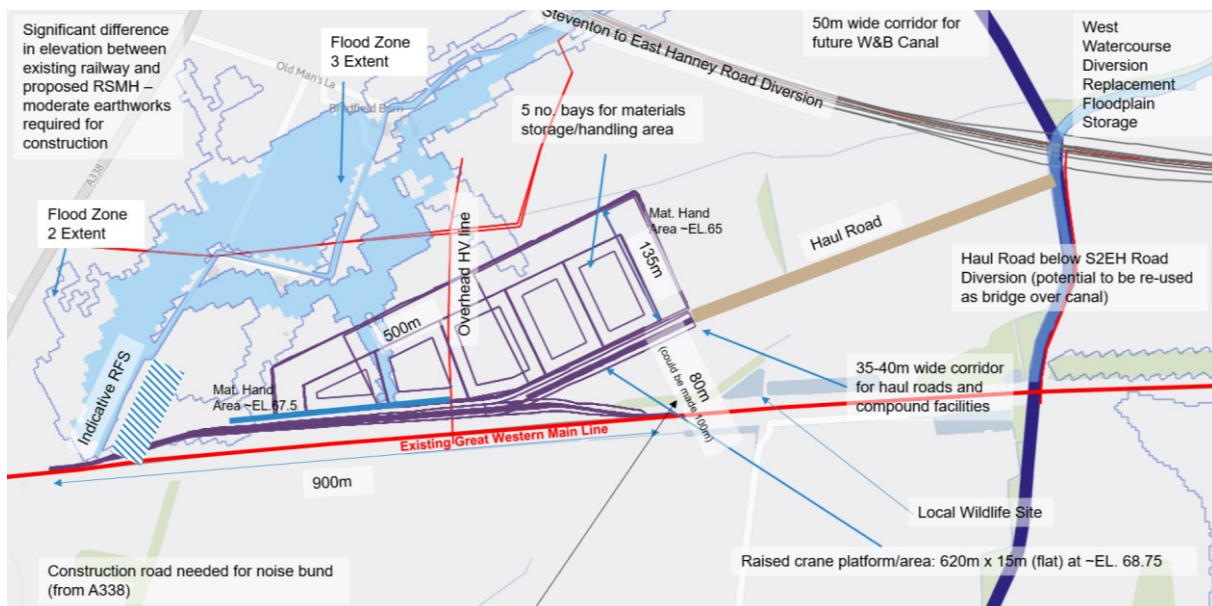 Significant difference
in elevation between
existing railway and
proposed RSMH –
moderate earthworks
required for
construction
Flood Zone
3 Extent
Old Man's La
Steventon to East Hanney Road Diversion
50m wide corridor for
future W&B Canal
West
Watercourse
Diversion
Replacement
Floodplain
Storage
5 no. bays for materials
storage/handling area
A338
Flood Zone
2 Extent
Overhead HV line
Mat. Hand
Area ~EL.65
135m
Haul Road
Haul Road below S2EH Road
Diversion (potential to be re-used
as bridge over canal)
500m
Indicative RFS
Mat. Hand
Area ~EL.67.5
80m
(could be made 100m)
35-40m wide corridor
for haul roads and
compound facilities
Existing Great Western Main Line
900m
Local Wildlife Site
Raised crane platform/area: 620m x 15m (flat) at ~EL. 68.75
Construction road needed for noise bund
(from A338)